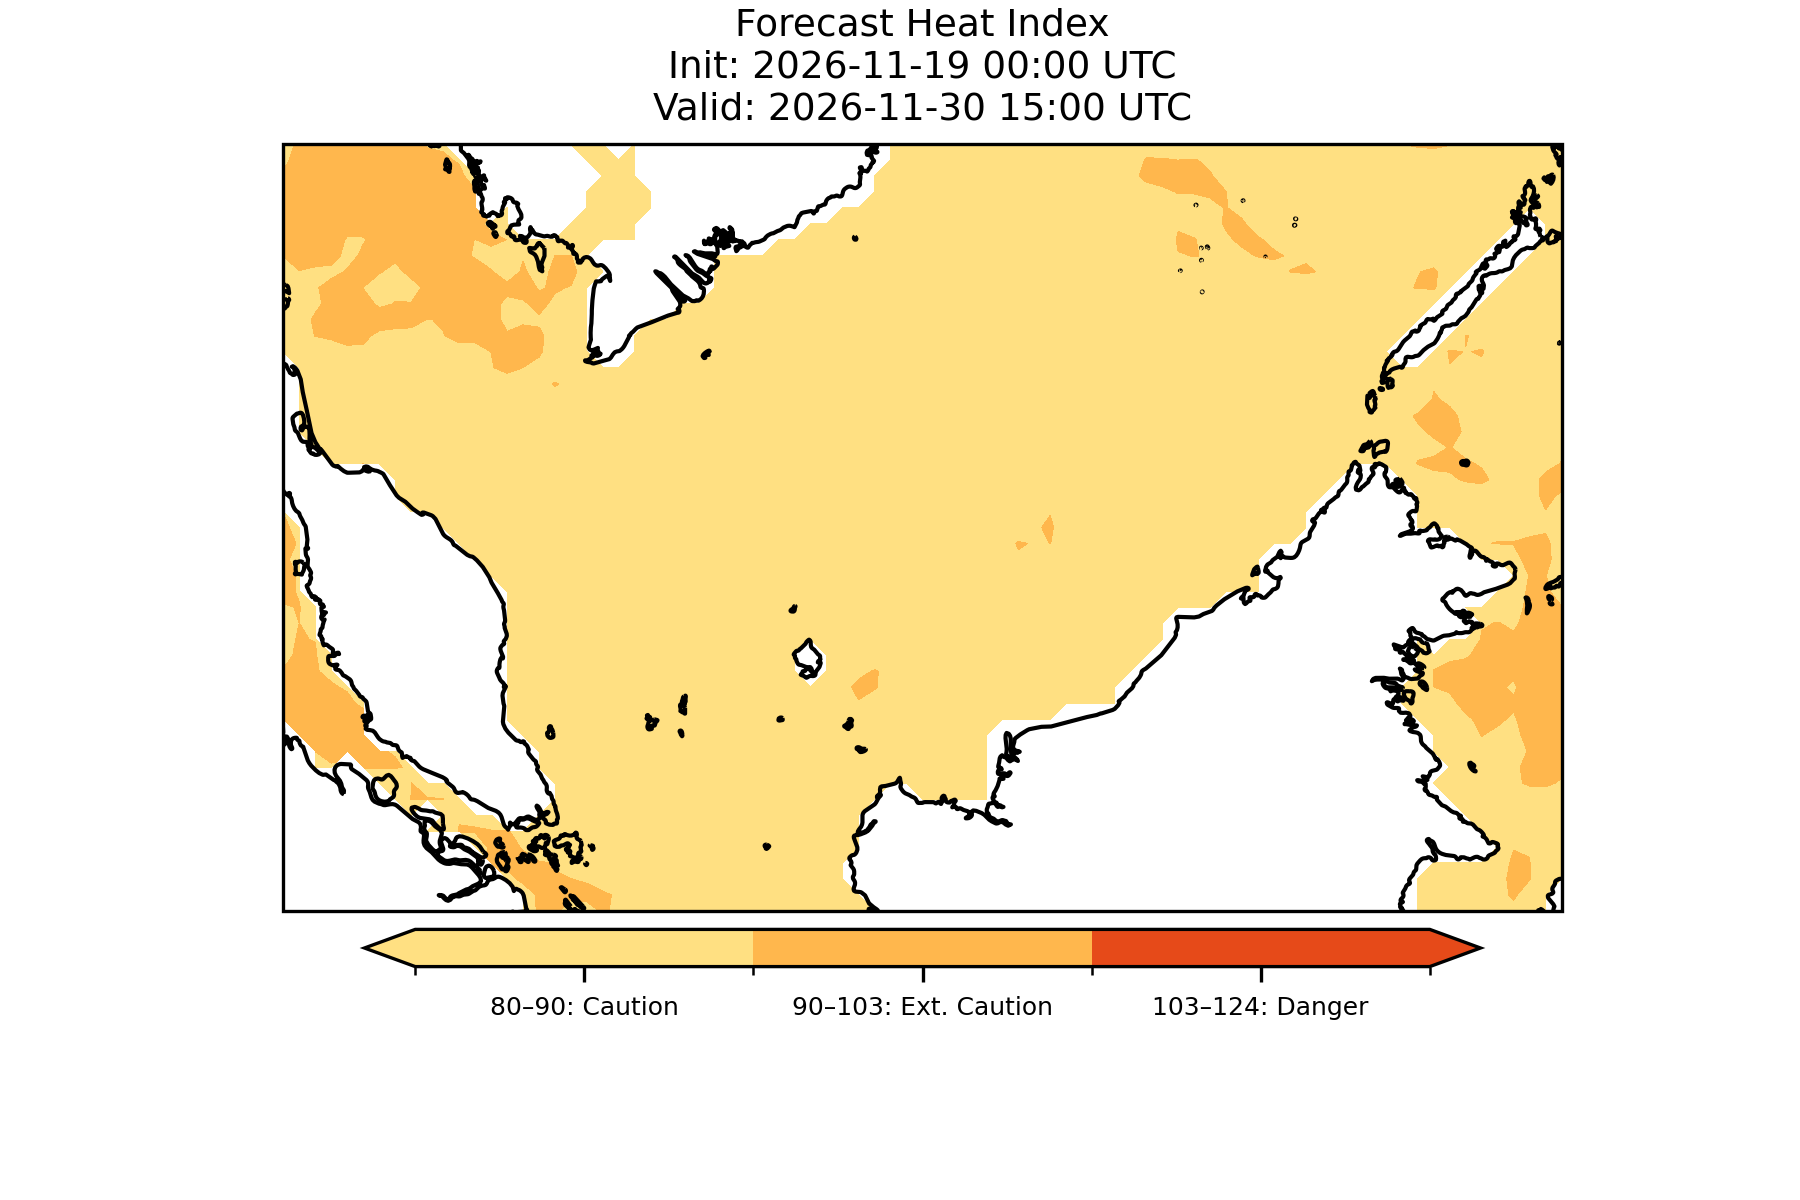 Forecast Heat Index
Init: 2026-11-19 00:00 UTC
Valid: 2026-11-30 15:00 UTC
80–90: Caution
90–103: Ext. Caution
103–124: Danger